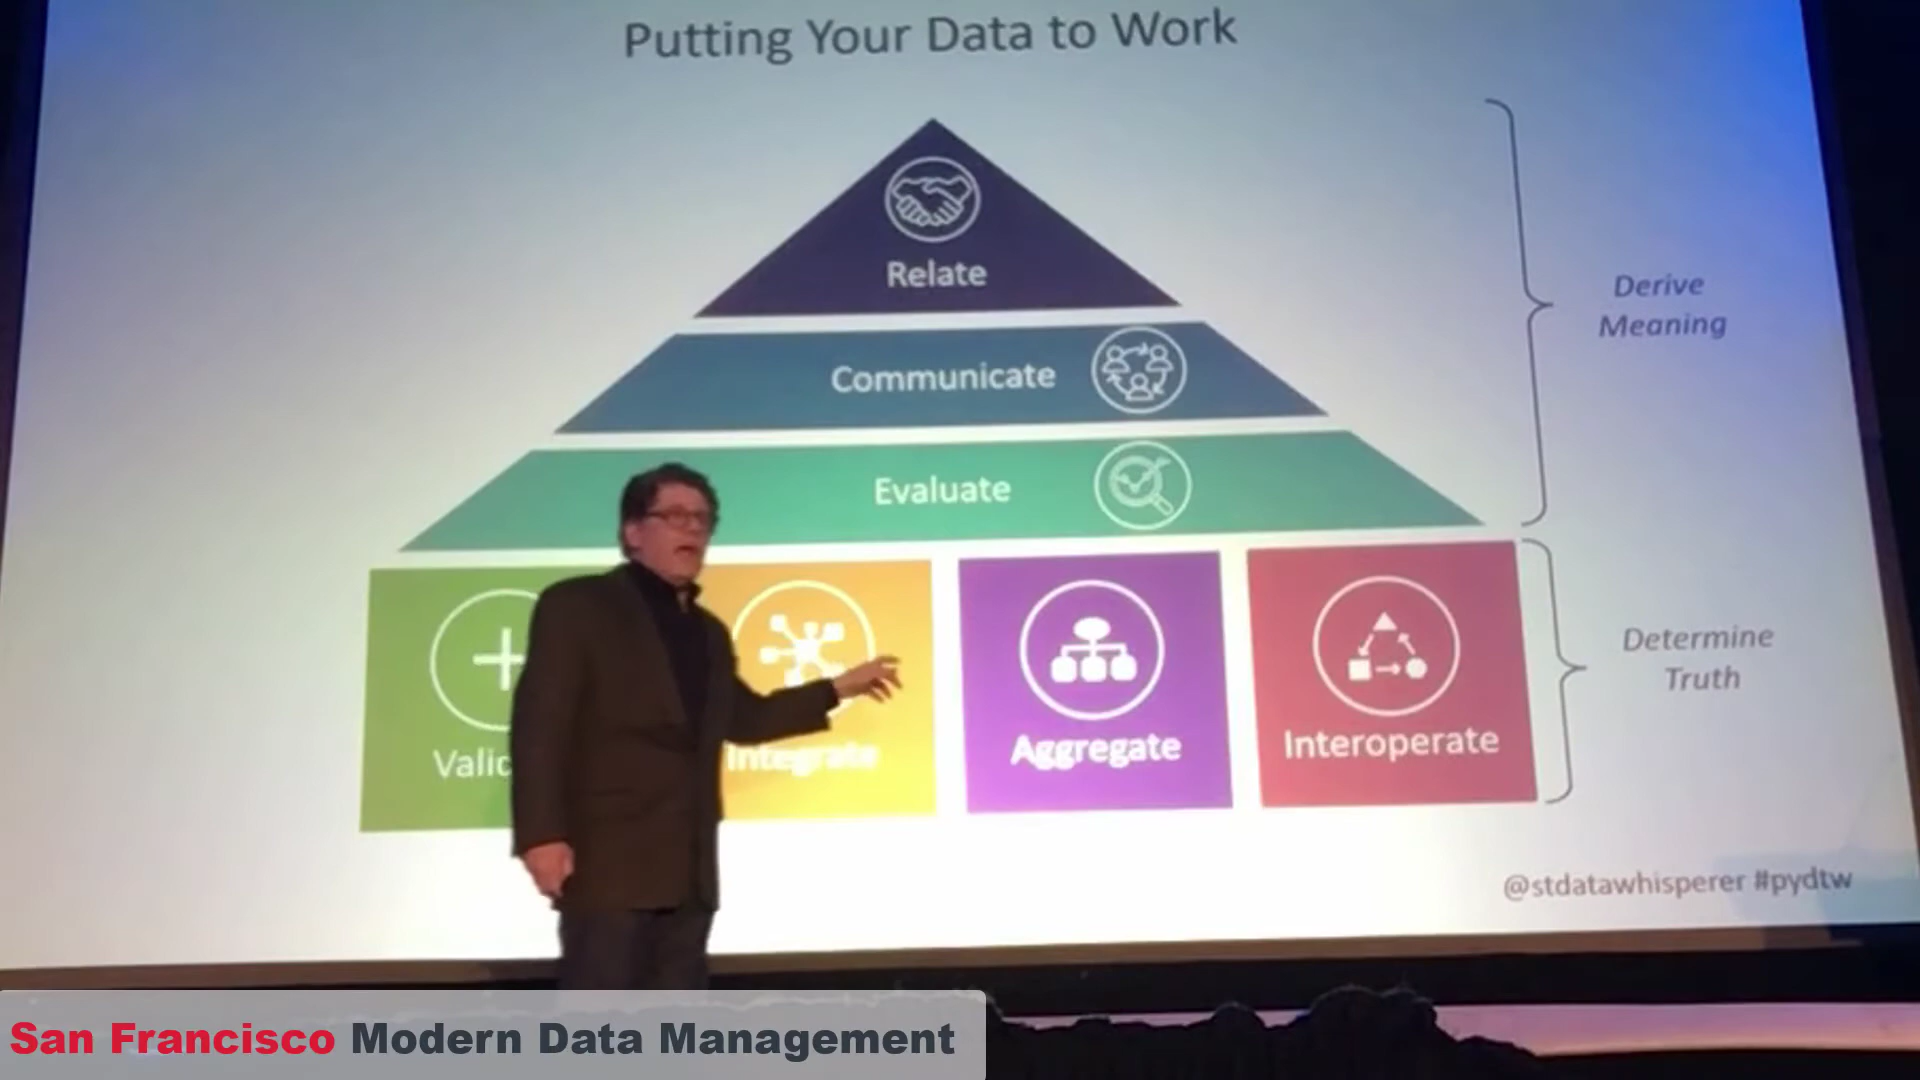 Putting Your Data to Work
Relate
Derive
Meaning
Communicate
Evaluate
Determine
Truth
Valid
Integrate
Aggregate
Interoperate
@stdatawhisperer #pydtw
San Francisco Modern Data Management